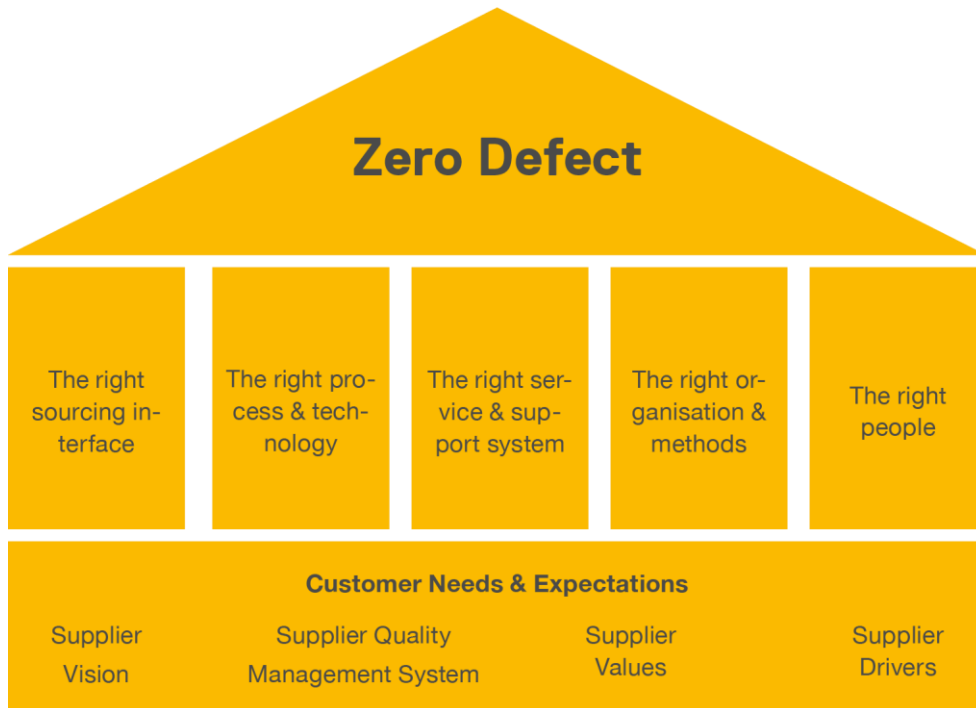 Zero Defect
The right
sourcing in-
terface
The right pro-
cess & tech-
nology
The right ser-
vice & sup-
port system
The right or-
ganisation &
methods
The right
people
Customer Needs & Expectations
Supplier
Vision
Supplier Quality
Management System
Supplier
Values
Supplier
Drivers